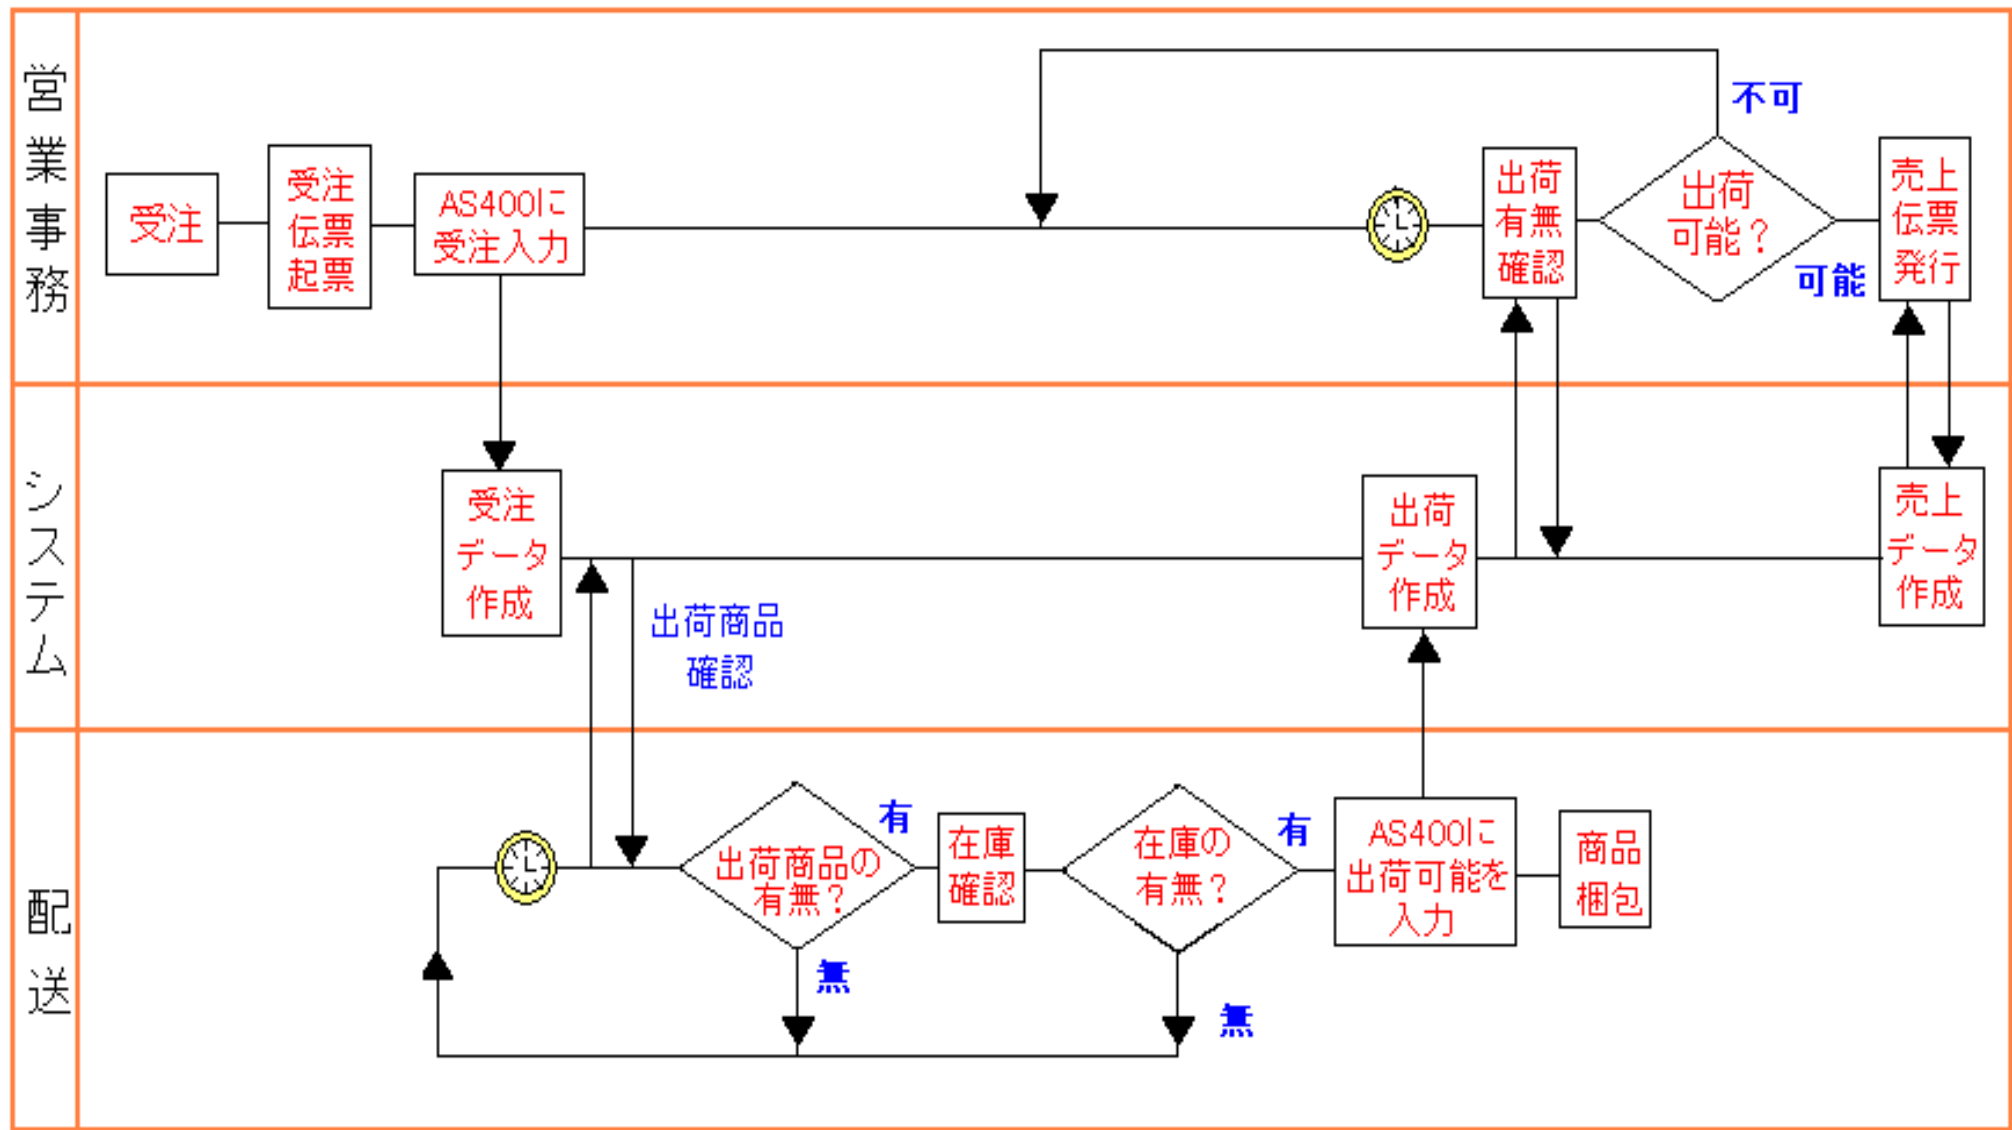 営業事務
受注
受注
伝票
起票
AS400に
受注入力
出荷
有無
確認
出荷
可能？
不可
可能
売上
伝票
発行
システム
受注
データ
作成
出荷商品
確認
出荷
データ
作成
売上
データ
作成
配送
出荷商品の
有無？
有
無
在庫
確認
在庫の
有無？
有
無
AS400に
出荷可能を
入力
商品
梱包